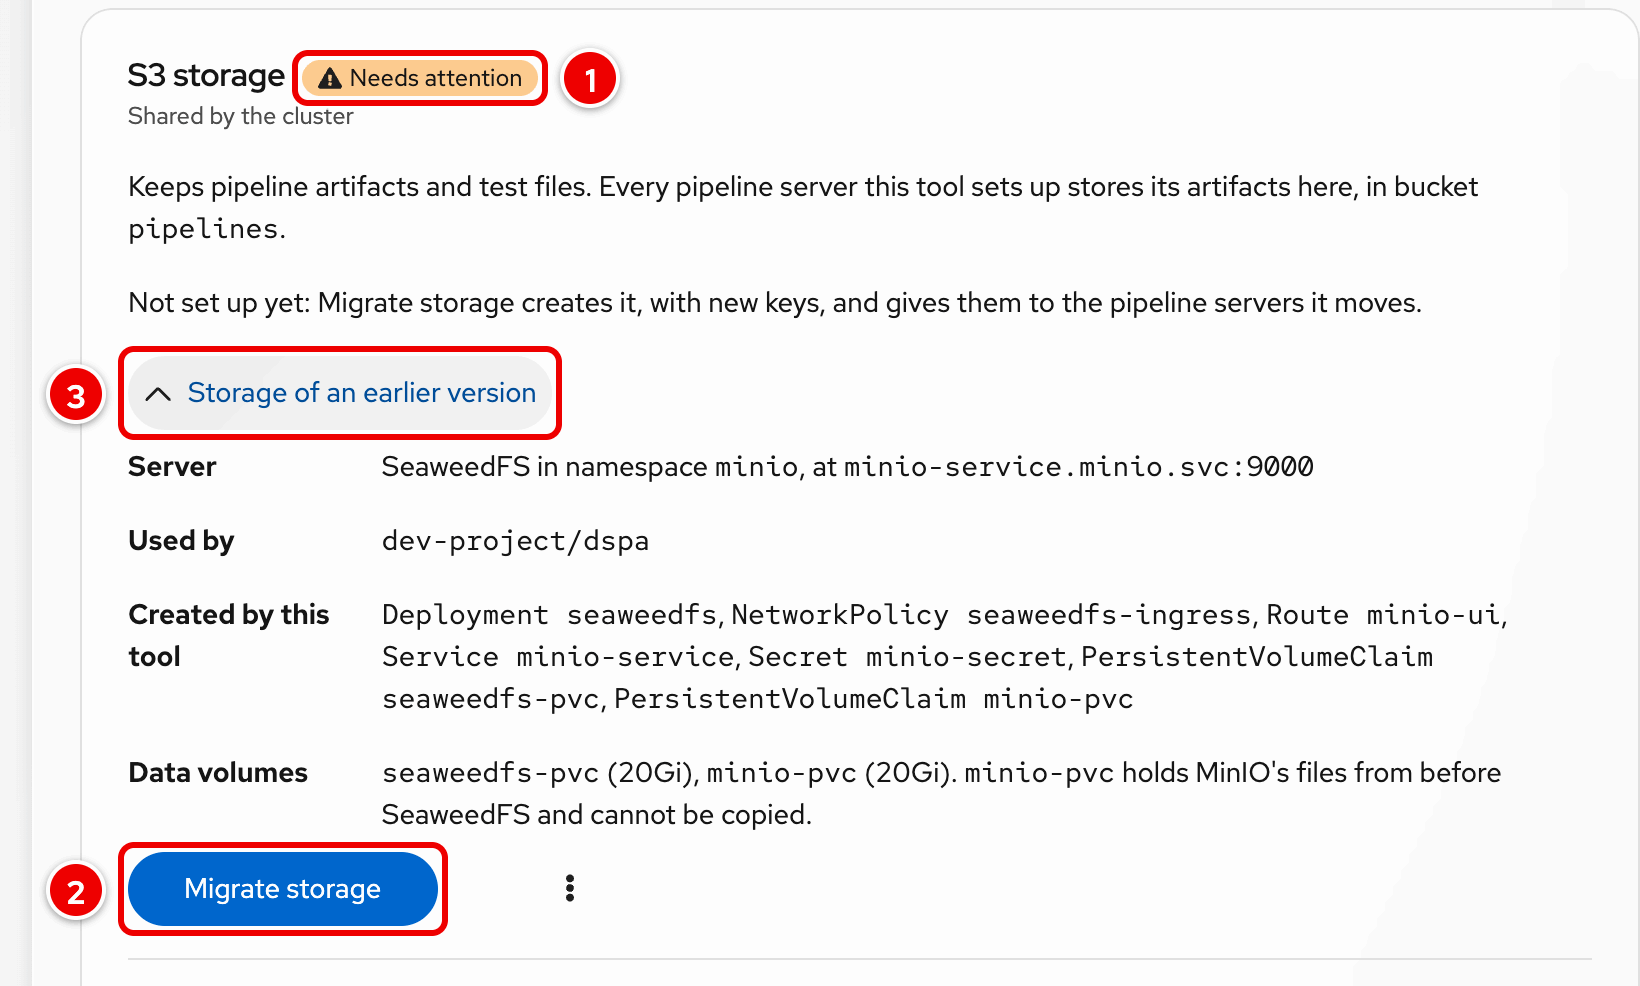 S3 storage Needs attention 1
Shared by the cluster
Keeps pipeline artifacts and test files. Every pipeline server this tool sets up stores its artifacts here, in bucket
pipelines.
Not set up yet: Migrate storage creates it, with new keys, and gives them to the pipeline servers it moves.
3 Storage of an earlier version
Server SeaweedFS in namespace minio, at minio-service.minio.svc:9000
Used by dev-project/dspa
Created by this Deployment seaweedfs, NetworkPolicy seaweedfs-ingress, Route minio-ui,
tool Service minio-service, Secret minio-secret, PersistentVolumeClaim
seaweedfs-pvc, PersistentVolumeClaim minio-pvc
Data volumes seaweedfs-pvc (20Gi), minio-pvc (20Gi). minio-pvc holds MinIO's files from before
SeaweedFS and cannot be copied.
2 Migrate storage